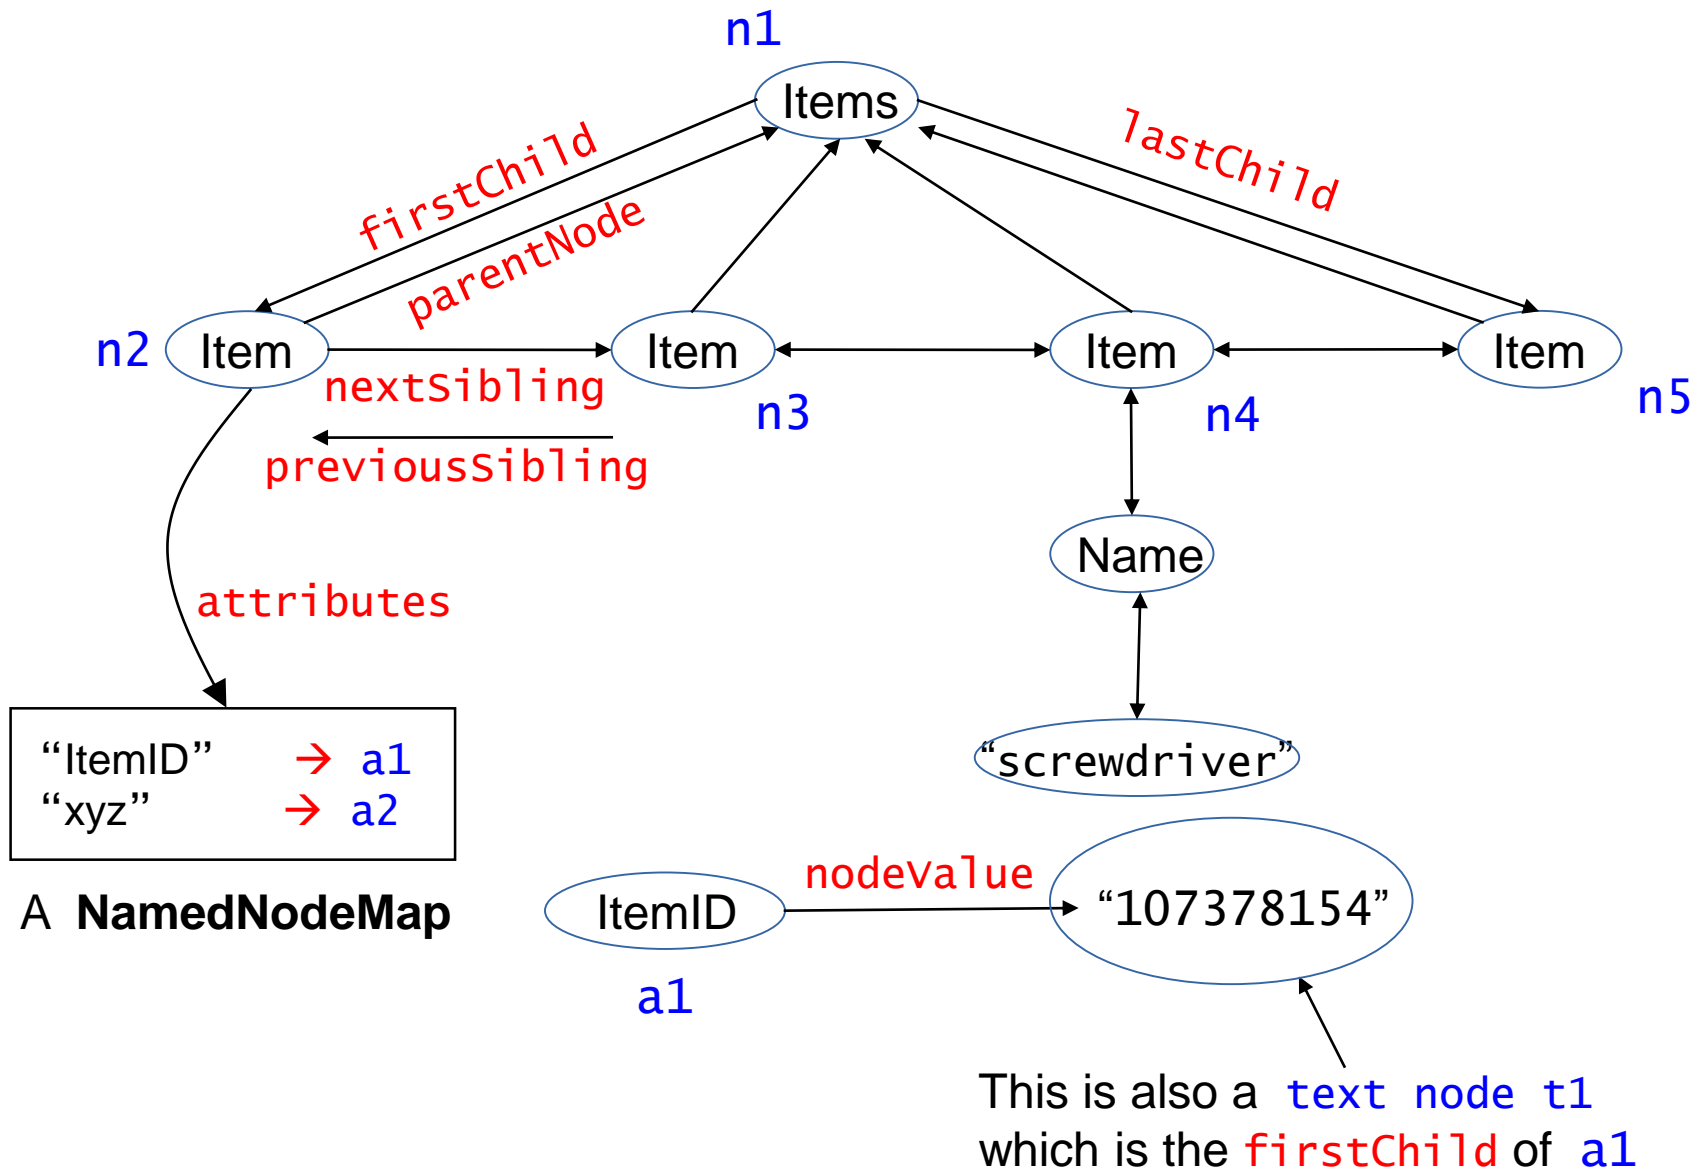 n1
Items
firstChild
lastChild
parentNode
n2
Item
Item
Item
Item
nextSibling
n3
n4
n5
previousSibling
Name
attributes
“ItemID” → a1
“xyz” → a2
“screwdriver”
A NamedNodeMap
ItemID
nodeValue
“107378154”
a1
This is also a text node t1
which is the firstChild of a1